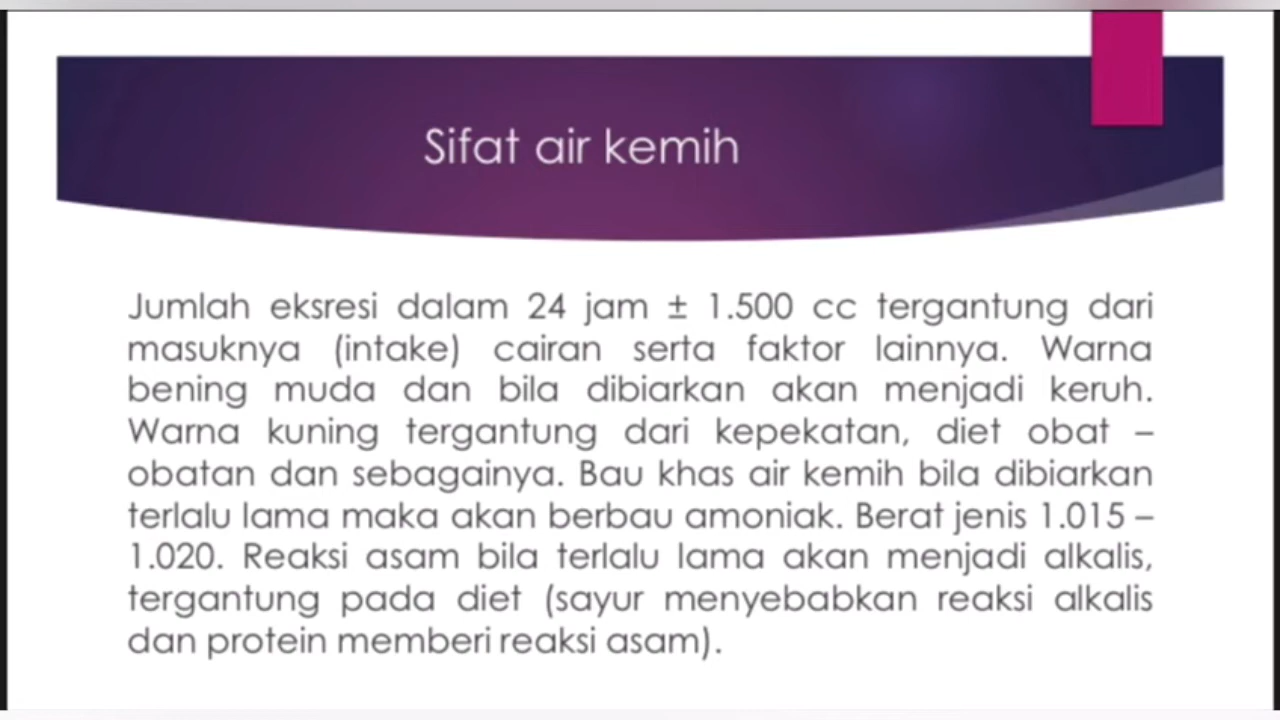 Sifat air kemih
Jumlah eksresi dalam 24 jam ± 1.500 cc tergantung dari
masuknya (intake) cairan serta faktor lainnya. Warna
bening muda dan bila dibiarkan akan menjadi keruh.
Warna kuning tergantung dari kepekatan, diet obat –
obatan dan sebagainya. Bau khas air kemih bila dibiarkan
terlalu lama maka akan berbau amoniak. Berat jenis 1.015 –
1.020. Reaksi asam bila terlalu lama akan menjadi alkalis,
tergantung pada diet (sayur menyebabkan reaksi alkalis
dan protein memberi reaksi asam).